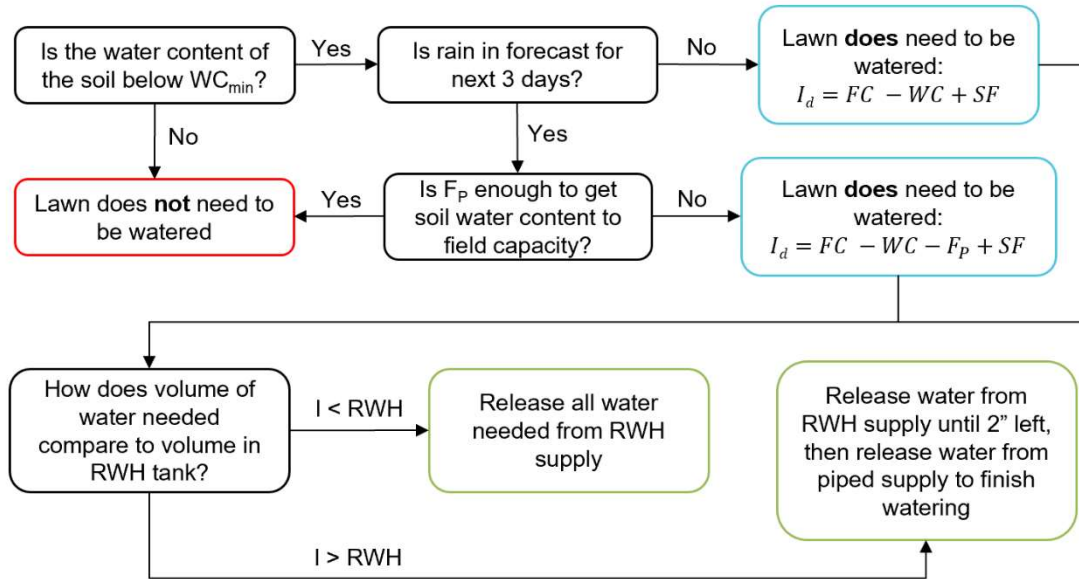 Is the water content of
the soil below WCmin?
Yes
Is rain in forecast for
next 3 days?
No
Lawn does need to be
watered:
I_d = FC − WC + SF
No
Yes
Lawn does not need to
be watered
Yes
Is F_P enough to get
soil water content to
field capacity?
No
Lawn does need to be
watered:
I_d = FC − WC − F_P + SF
How does volume of
water needed
compare to volume in
RWH tank?
I < RWH
Release all water
needed from RWH
supply
Release water from
RWH supply until 2” left,
then release water from
piped supply to finish
watering
I > RWH